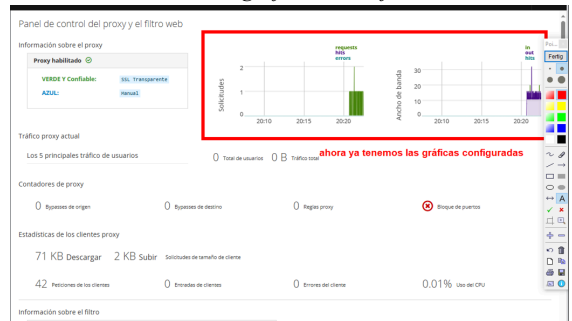 Panel de control del proxy y el filtro web
Información sobre el proxy
Proxy habilitado
VERDE Y Confiable: SSL Transparente
AZUL: Manual
requests
hits
errors
Solicitudes
2
1
0
20:10 20:15 20:20
in
out
hits
Ancho de banda
30
20
10
0
20:10 20:15 20:20
Fertig
Tráfico proxy actual
Los 5 principales tráfico de usuarios
0 Total de usuarios 0 B Tráfico total
ahora ya tenemos las gráficas configuradas
Contadores de proxy
0 Bypasses de origen 0 Bypasses de destino 0 Reglas proxy Bloque de puertos
Estadísticas de los clientes proxy
71 KB Descargar 2 KB Subir Solicitudes de tamaño de cliente
42 Peticiones de los clientes 0 Entradas de clientes 0 Errores del cliente 0.01% Uso del CPU
Información sobre el filtro